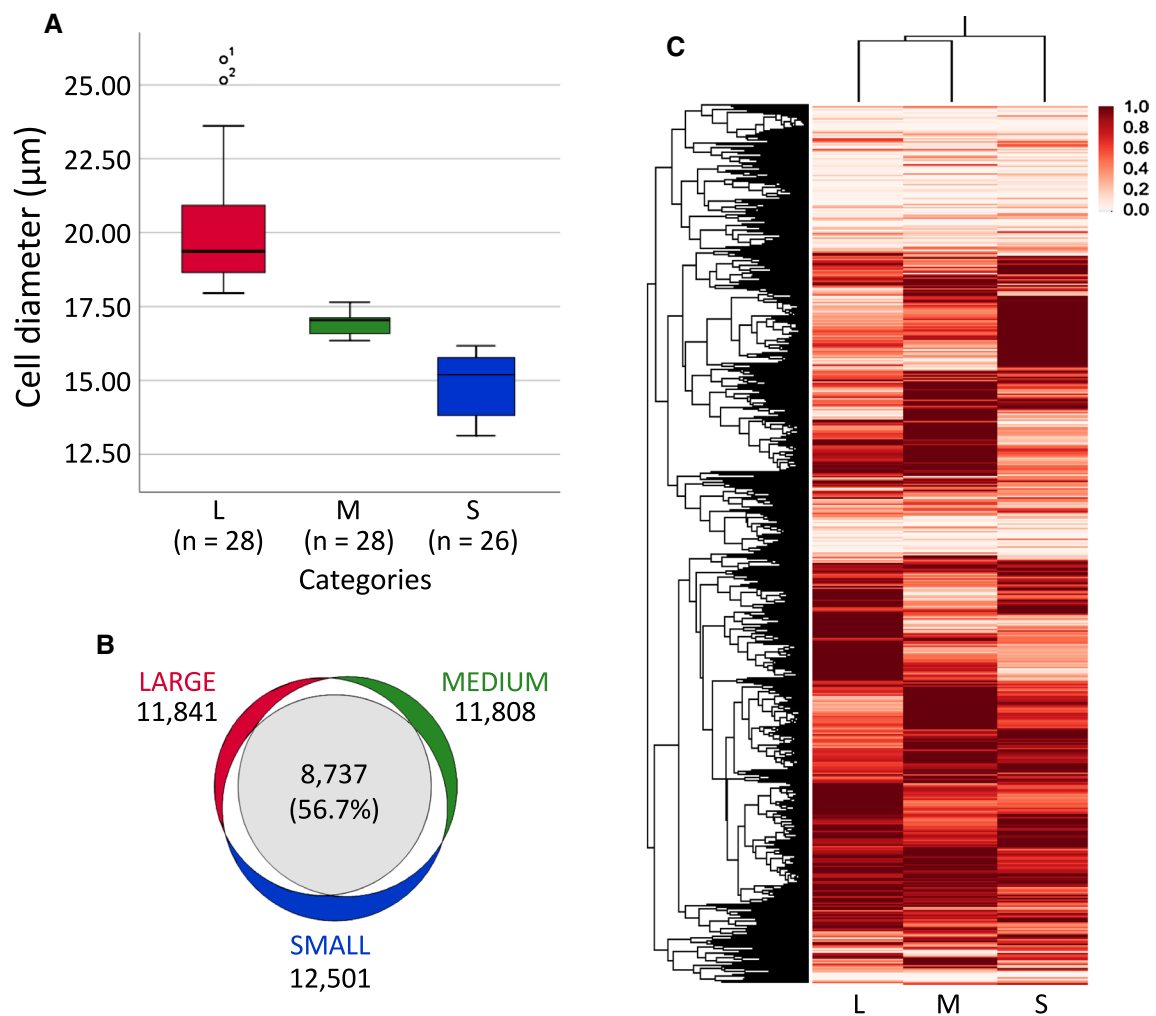 A
Cell diameter (μm)
25.00
22.50
20.00
17.50
15.00
12.50
1
2
L M S
(n = 28) (n = 28) (n = 26)
Categories
B
LARGE
11,841
MEDIUM
11,808
8,737
(56.7%)
SMALL
12,501
C
1.0
0.8
0.6
0.4
0.2
0.0
L M S